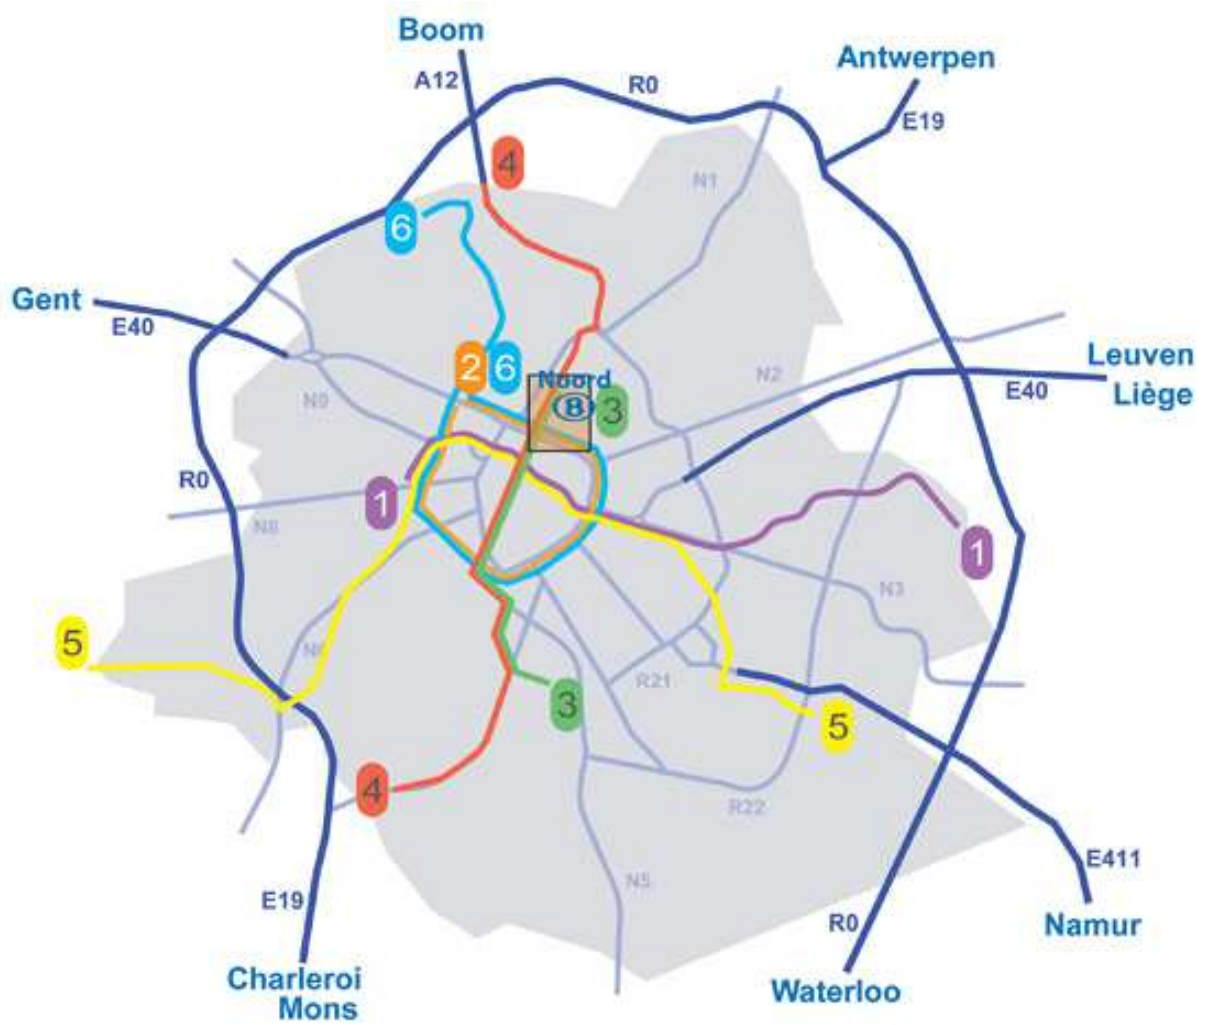 Boom
A12
R0
Antwerpen
E19
4
N1
6
Gent
E40
2
6
Noord
B
3
N2
Leuven
Liège
E40
N9
R0
1
N8
1
N3
5
N6
R21
3
5
4
R22
E411
N5
E19
R0
Namur
Charleroi
Mons
Waterloo